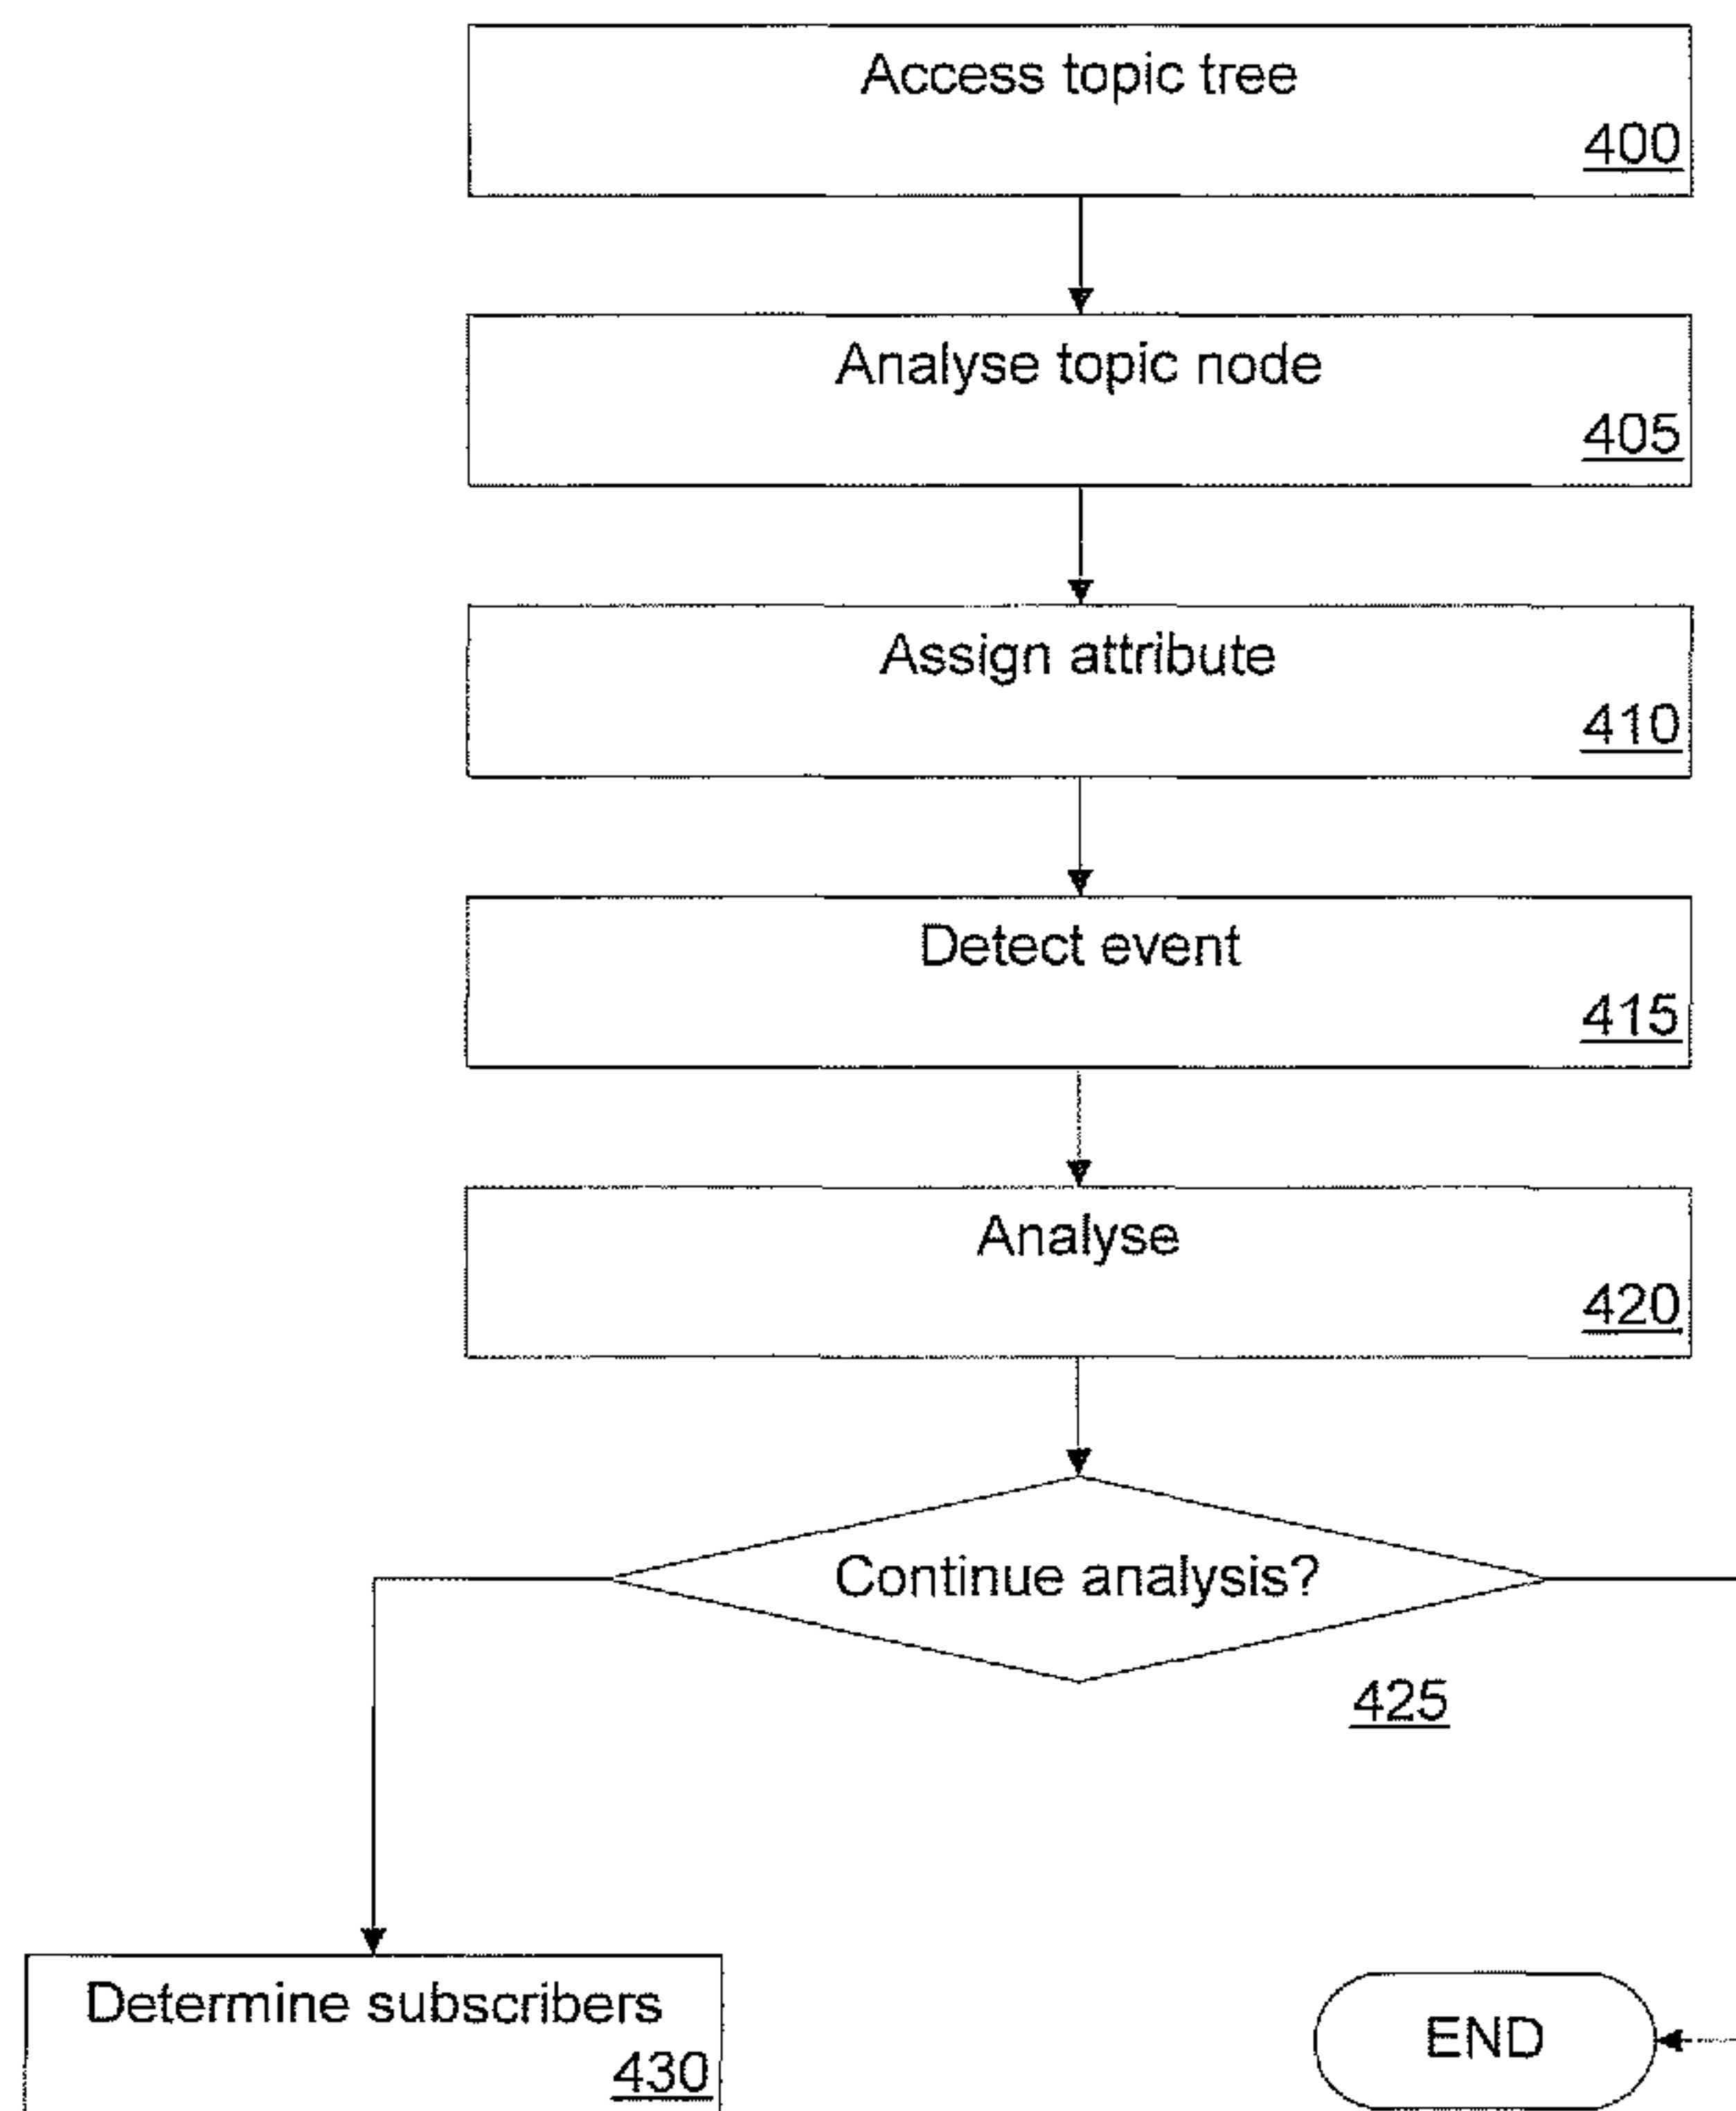 Access topic tree
400
Analyse topic node
405
Assign attribute
410
Detect event
415
Analyse
420
Continue analysis?
425
Determine subscribers
430
END